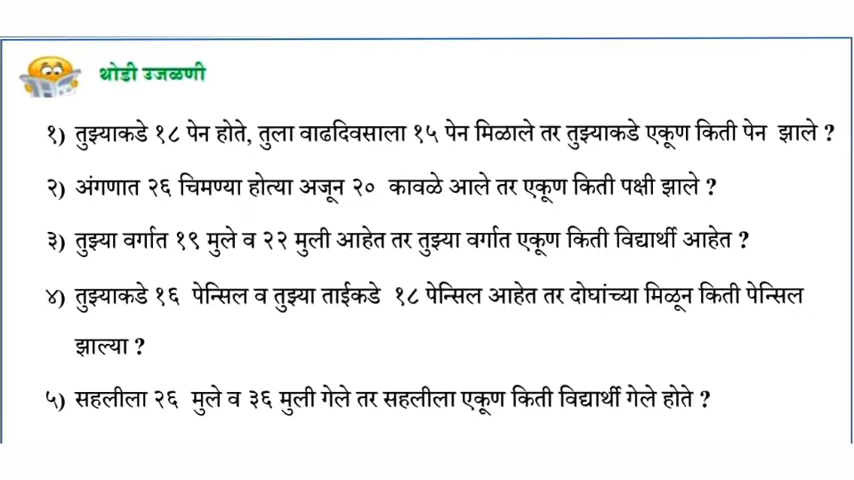 थोडी उजळणी
१) तुझ्याकडे १८ पेन होते, तुला वाढदिवसाला १५ पेन मिळाले तर तुझ्याकडे एकूण किती पेन झाले ?
२) अंगणात २६ चिमण्या होत्या अजून २० कावळे आले तर एकूण किती पक्षी झाले ?
३) तुझ्या वर्गात १९ मुले व २२ मुली आहेत तर तुझ्या वर्गात एकूण किती विद्यार्थी आहेत ?
४) तुझ्याकडे १६ पेन्सिल व तुझ्या ताईकडे १८ पेन्सिल आहेत तर दोघांच्या मिळून किती पेन्सिल
झाल्या ?
५) सहलीला २६ मुले व ३६ मुली गेले तर सहलीला एकूण किती विद्यार्थी गेले होते ?